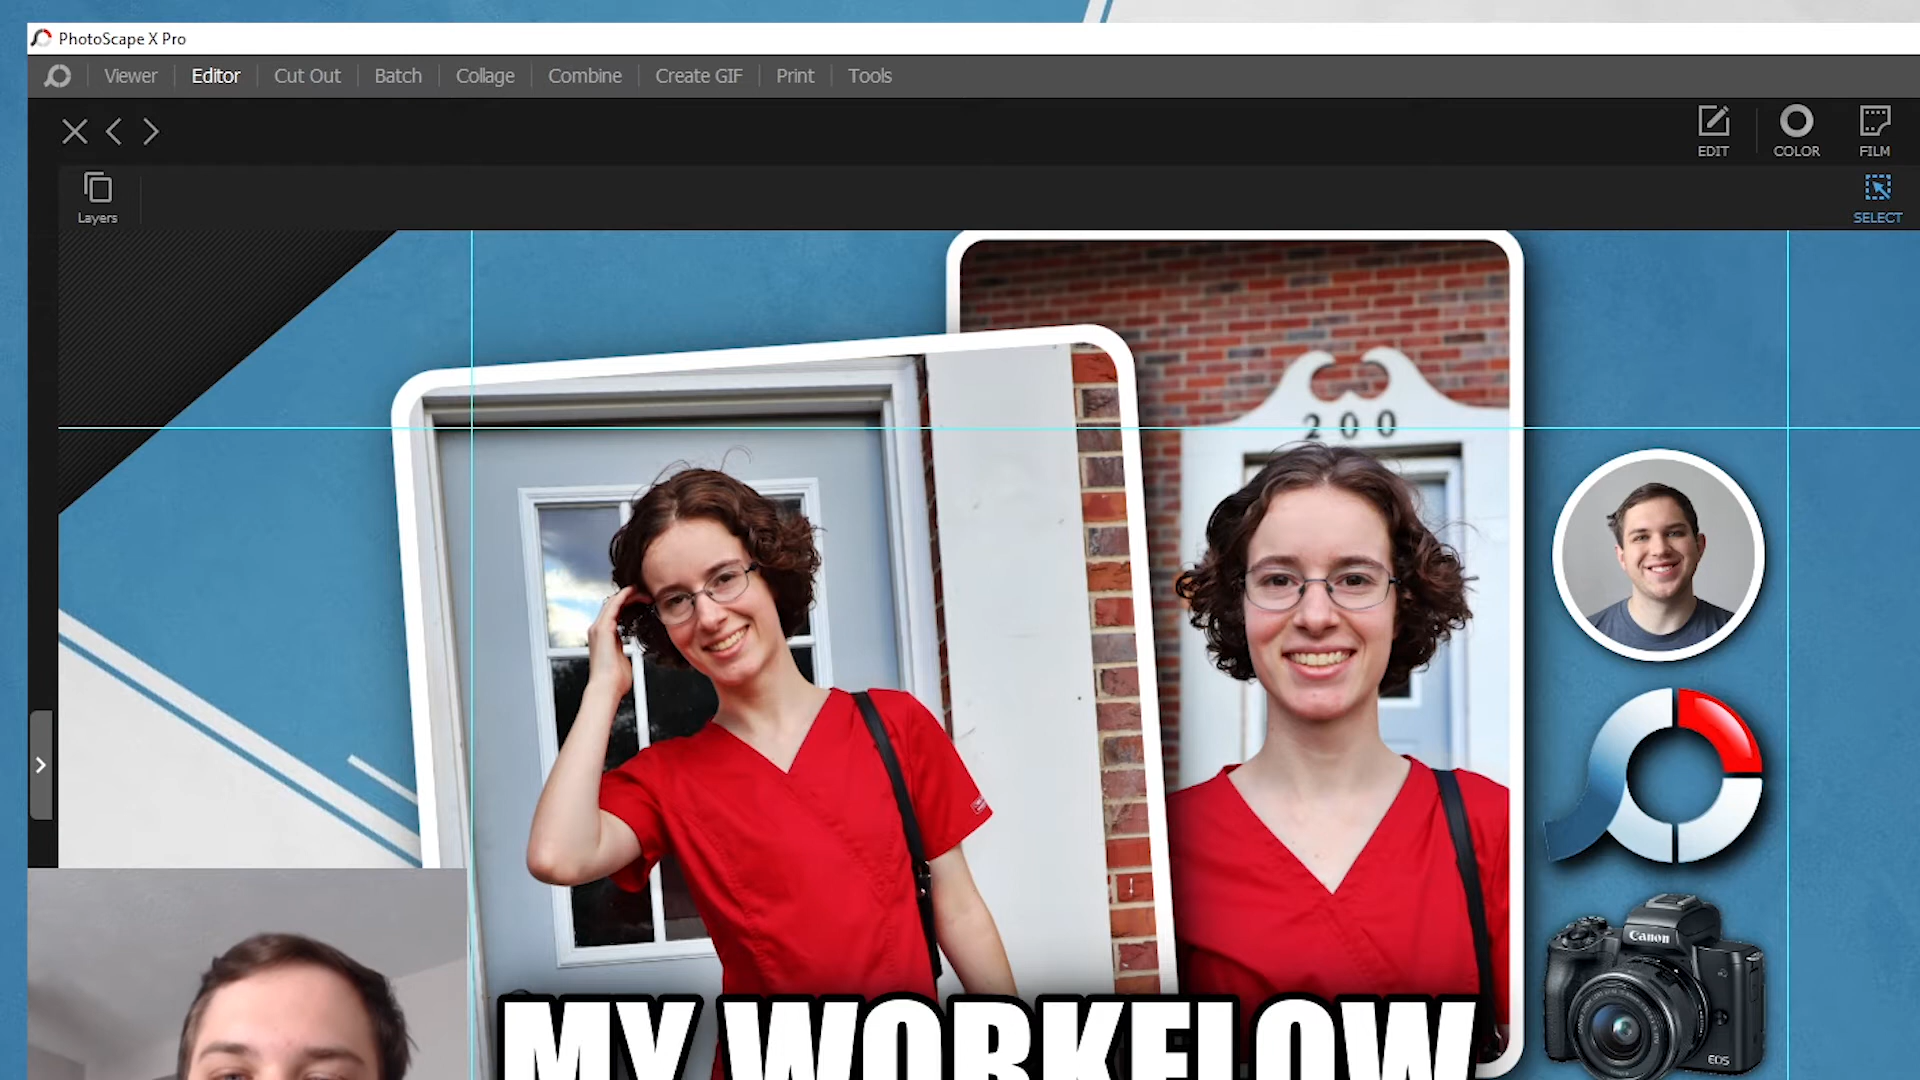 PhotoScape X Pro
Viewer Editor Cut Out Batch Collage Combine Create GIF Print Tools
EDIT COLOR FILM
Layers SELECT
200
Canon
EOS
MY WORKFLOW